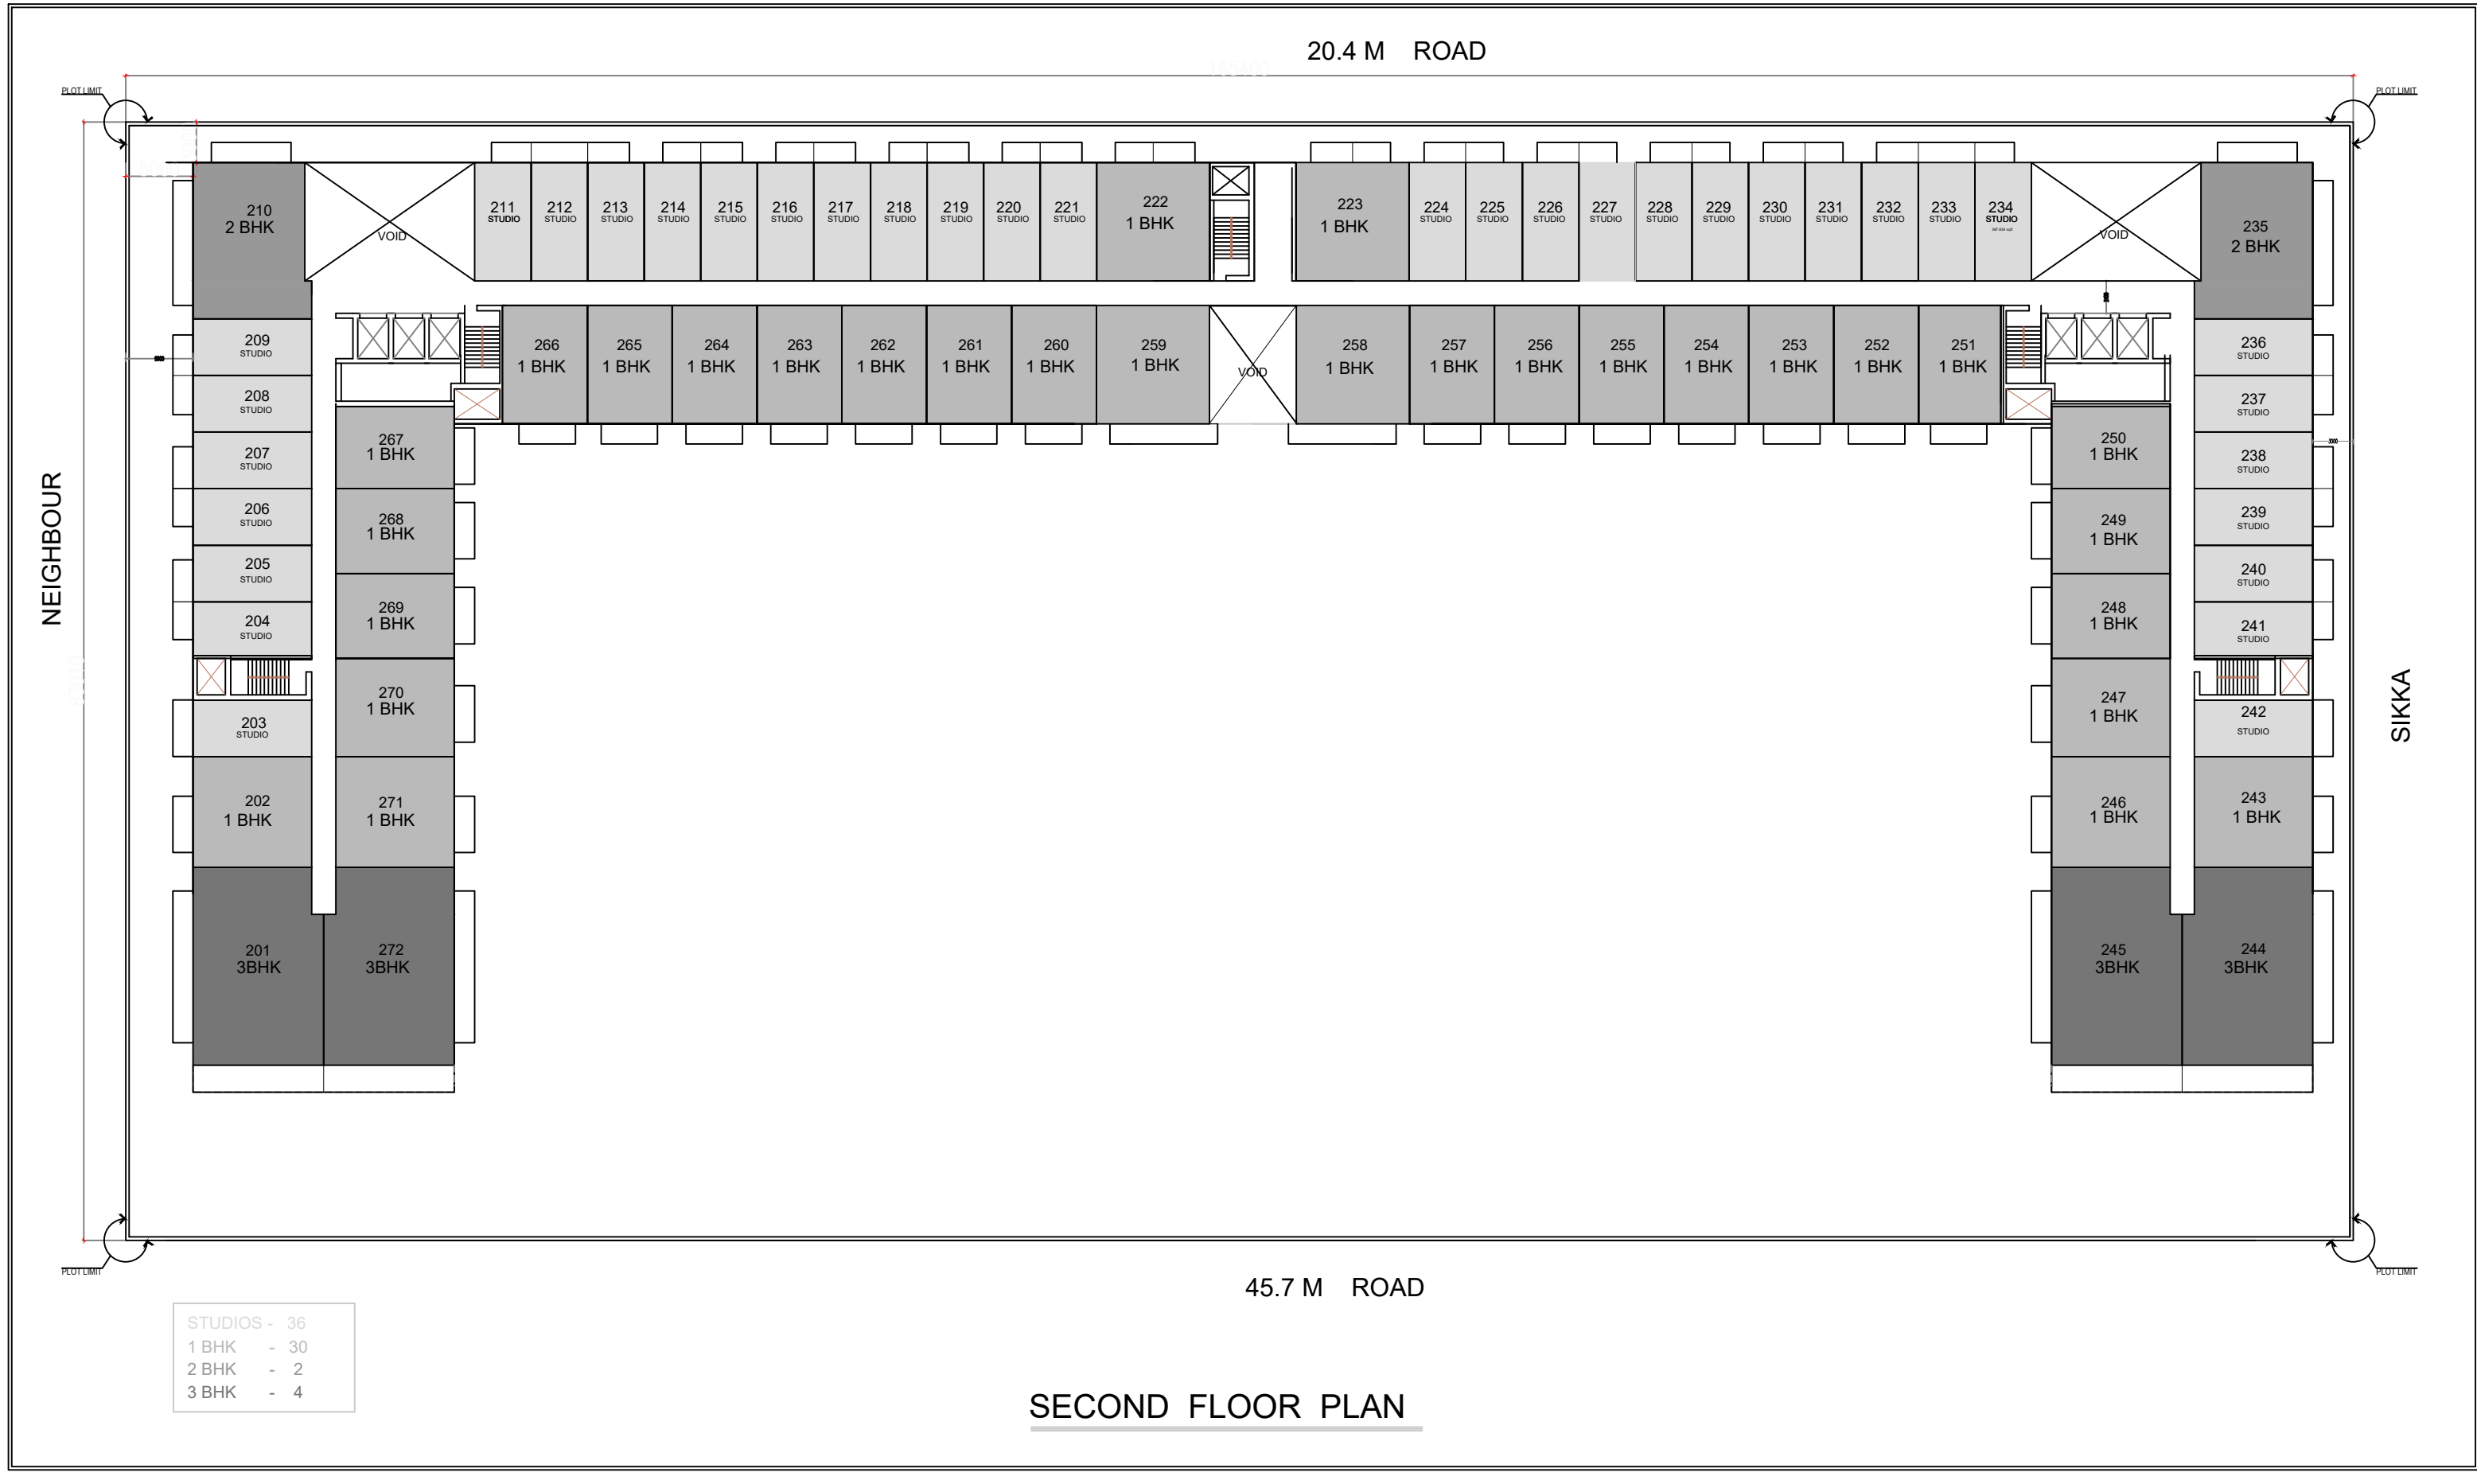 20.4 M ROAD
PLOT LIMIT
PLOT LIMIT
210
2 BHK
VOID
211
STUDIO
212
STUDIO
213
STUDIO
214
STUDIO
215
STUDIO
216
STUDIO
217
STUDIO
218
STUDIO
219
STUDIO
220
STUDIO
221
STUDIO
222
1 BHK
223
1 BHK
224
STUDIO
225
STUDIO
226
STUDIO
227
STUDIO
228
STUDIO
229
STUDIO
230
STUDIO
231
STUDIO
232
STUDIO
233
STUDIO
234
STUDIO
VOID
235
2 BHK
209
STUDIO
208
STUDIO
207
STUDIO
206
STUDIO
205
STUDIO
204
STUDIO
203
STUDIO
202
1 BHK
201
3BHK
266
1 BHK
265
1 BHK
264
1 BHK
263
1 BHK
262
1 BHK
261
1 BHK
260
1 BHK
259
1 BHK
VOID
258
1 BHK
257
1 BHK
256
1 BHK
255
1 BHK
254
1 BHK
253
1 BHK
252
1 BHK
251
1 BHK
267
1 BHK
268
1 BHK
269
1 BHK
270
1 BHK
271
1 BHK
272
3BHK
250
1 BHK
249
1 BHK
248
1 BHK
247
1 BHK
246
1 BHK
245
3BHK
236
STUDIO
237
STUDIO
238
STUDIO
239
STUDIO
240
STUDIO
241
STUDIO
242
STUDIO
243
1 BHK
244
3BHK
NEIGHBOUR
SIKKA
PLOT LIMIT
PLOT LIMIT
45.7 M ROAD
STUDIOS - 36
1 BHK - 30
2 BHK - 2
3 BHK - 4
SECOND FLOOR PLAN